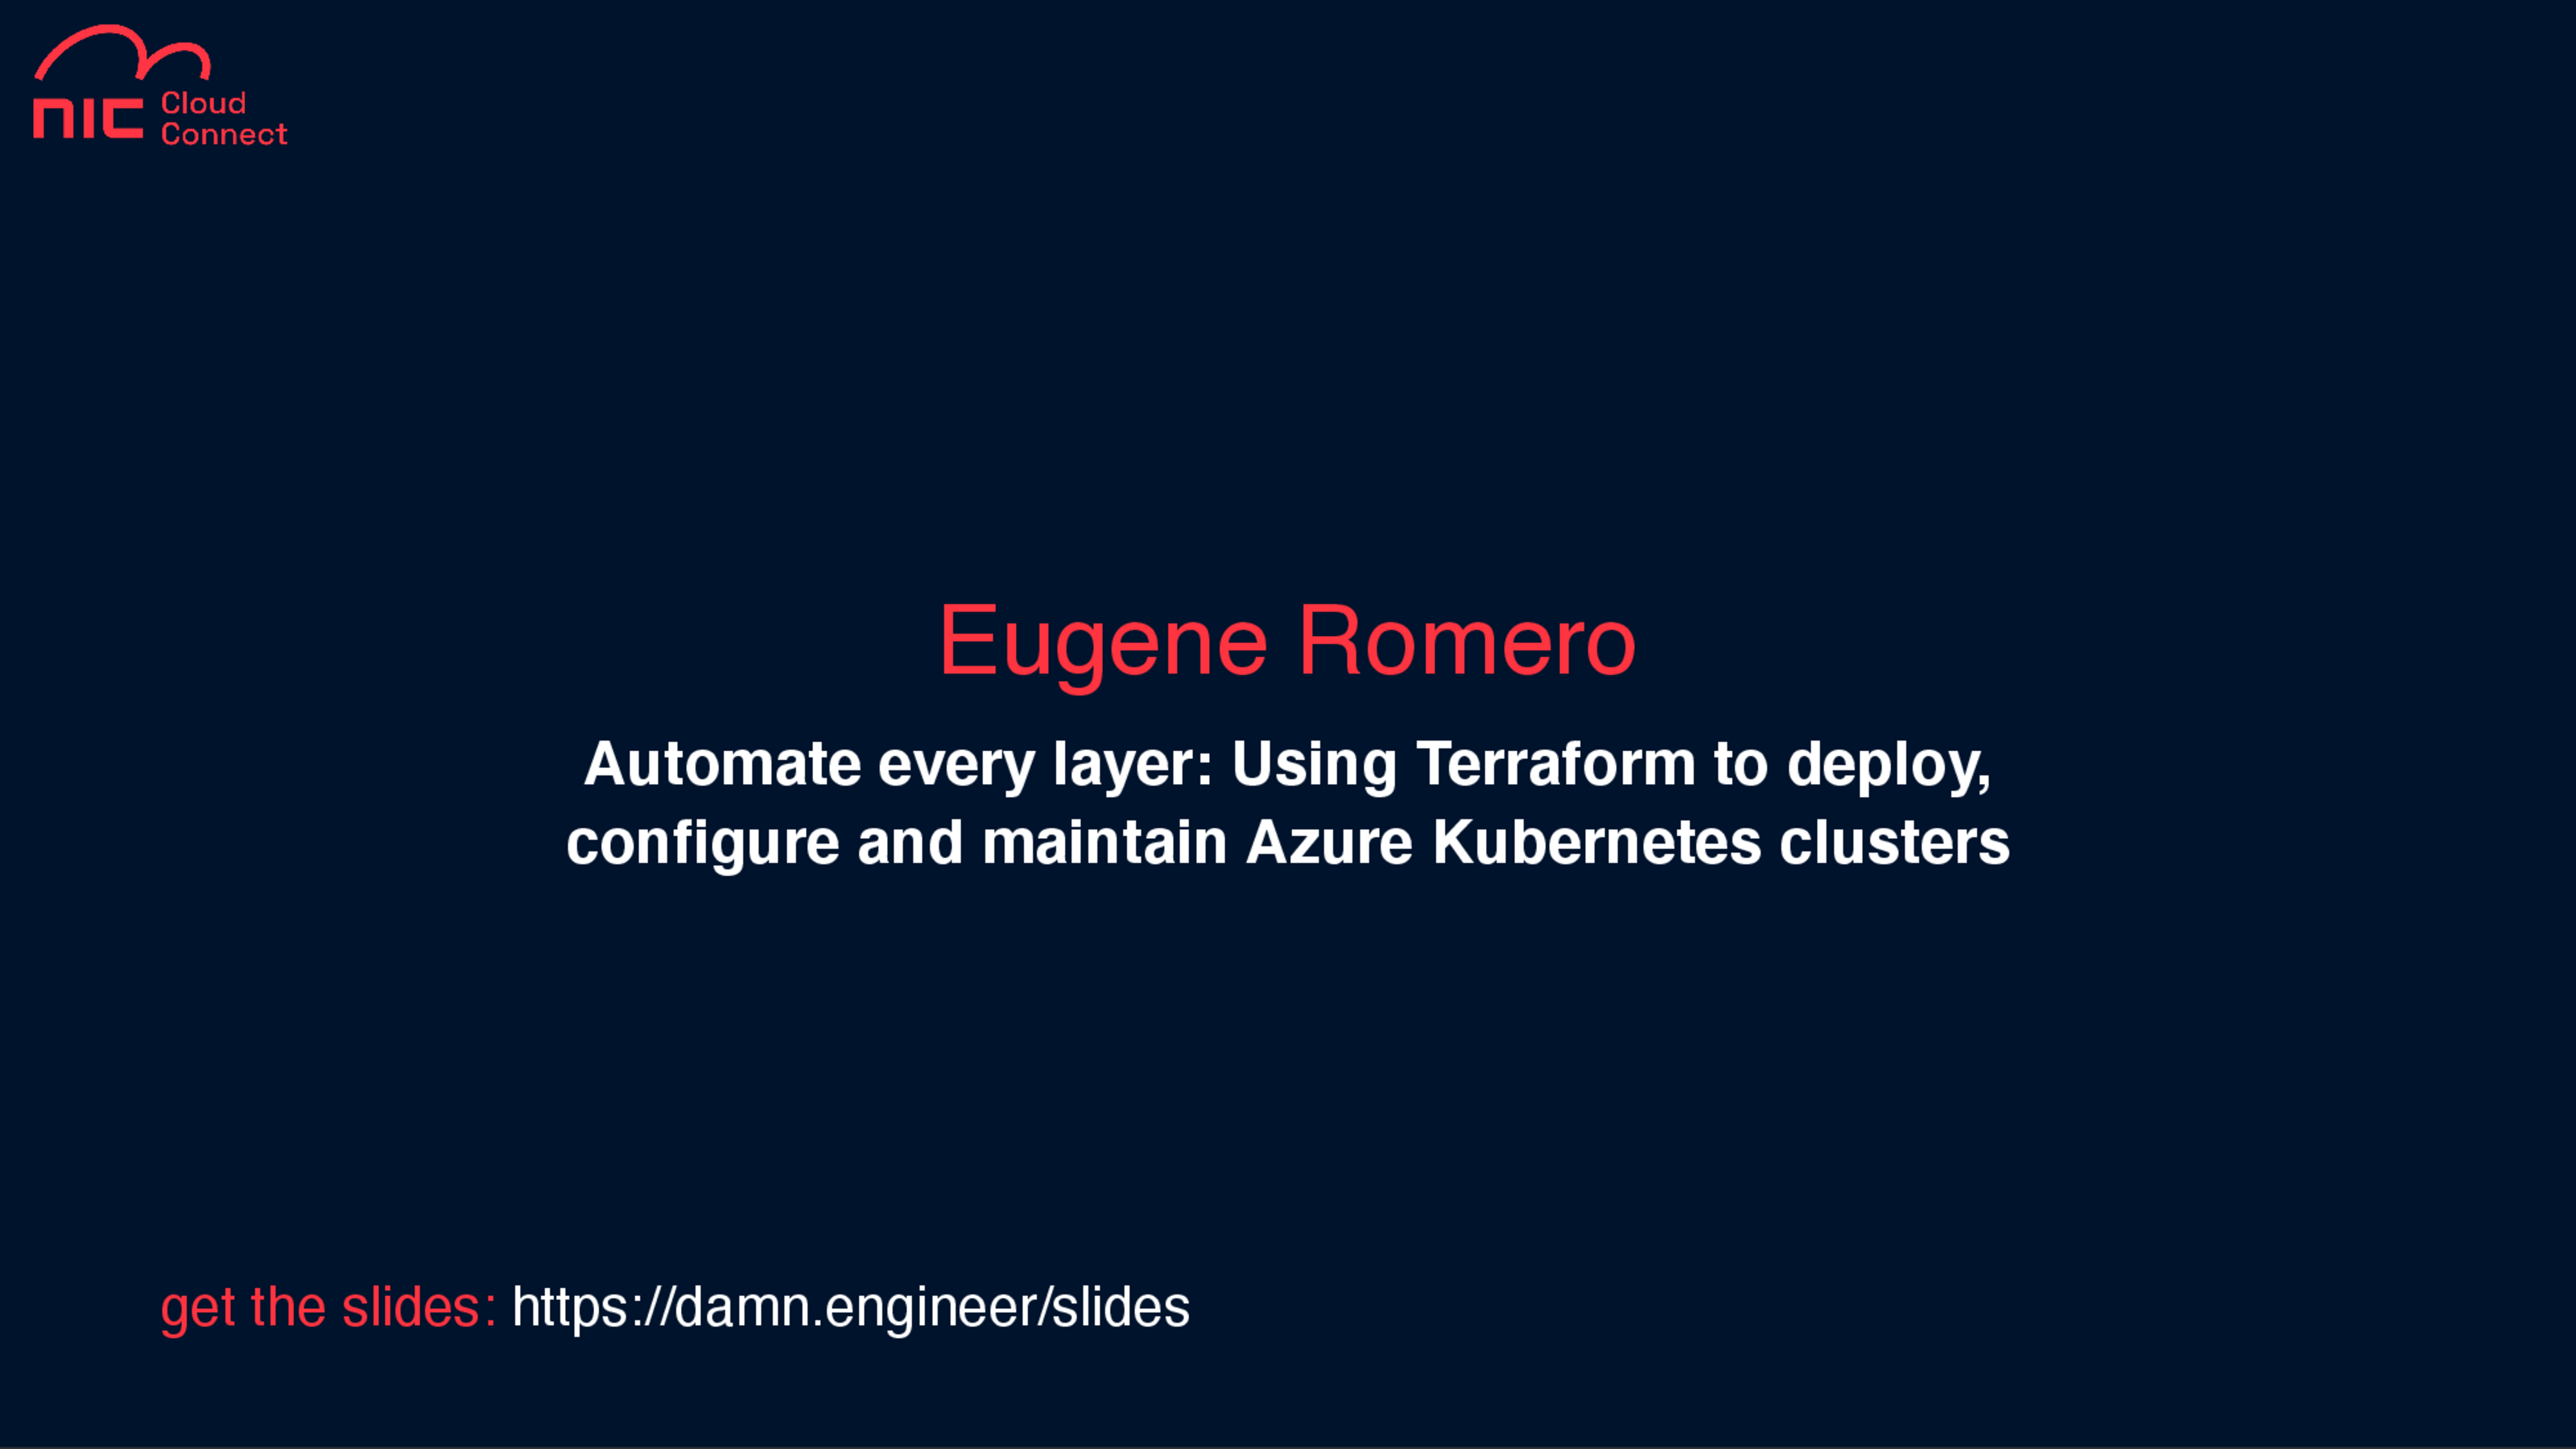 NIC Cloud
Connect
Eugene Romero
Automate every layer: Using Terraform to deploy,
configure and maintain Azure Kubernetes clusters
get the slides: https://damn.engineer/slides